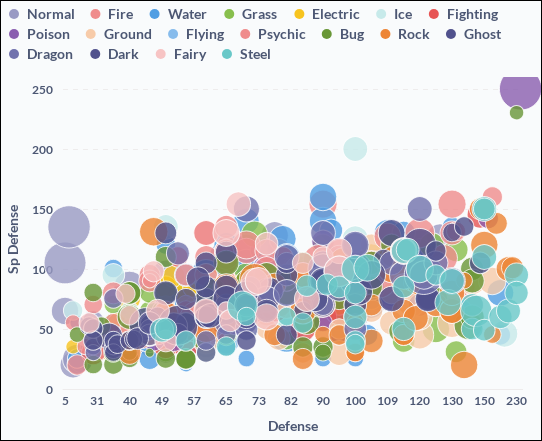 Normal Fire Water Grass Electric Ice Fighting
Poison Ground Flying Psychic Bug Rock Ghost
Dragon Dark Fairy Steel
250
200
150
100
50
0
Sp Defense
5 31 40 49 57 65 73 82 90 100 109 120 130 150 230
Defense